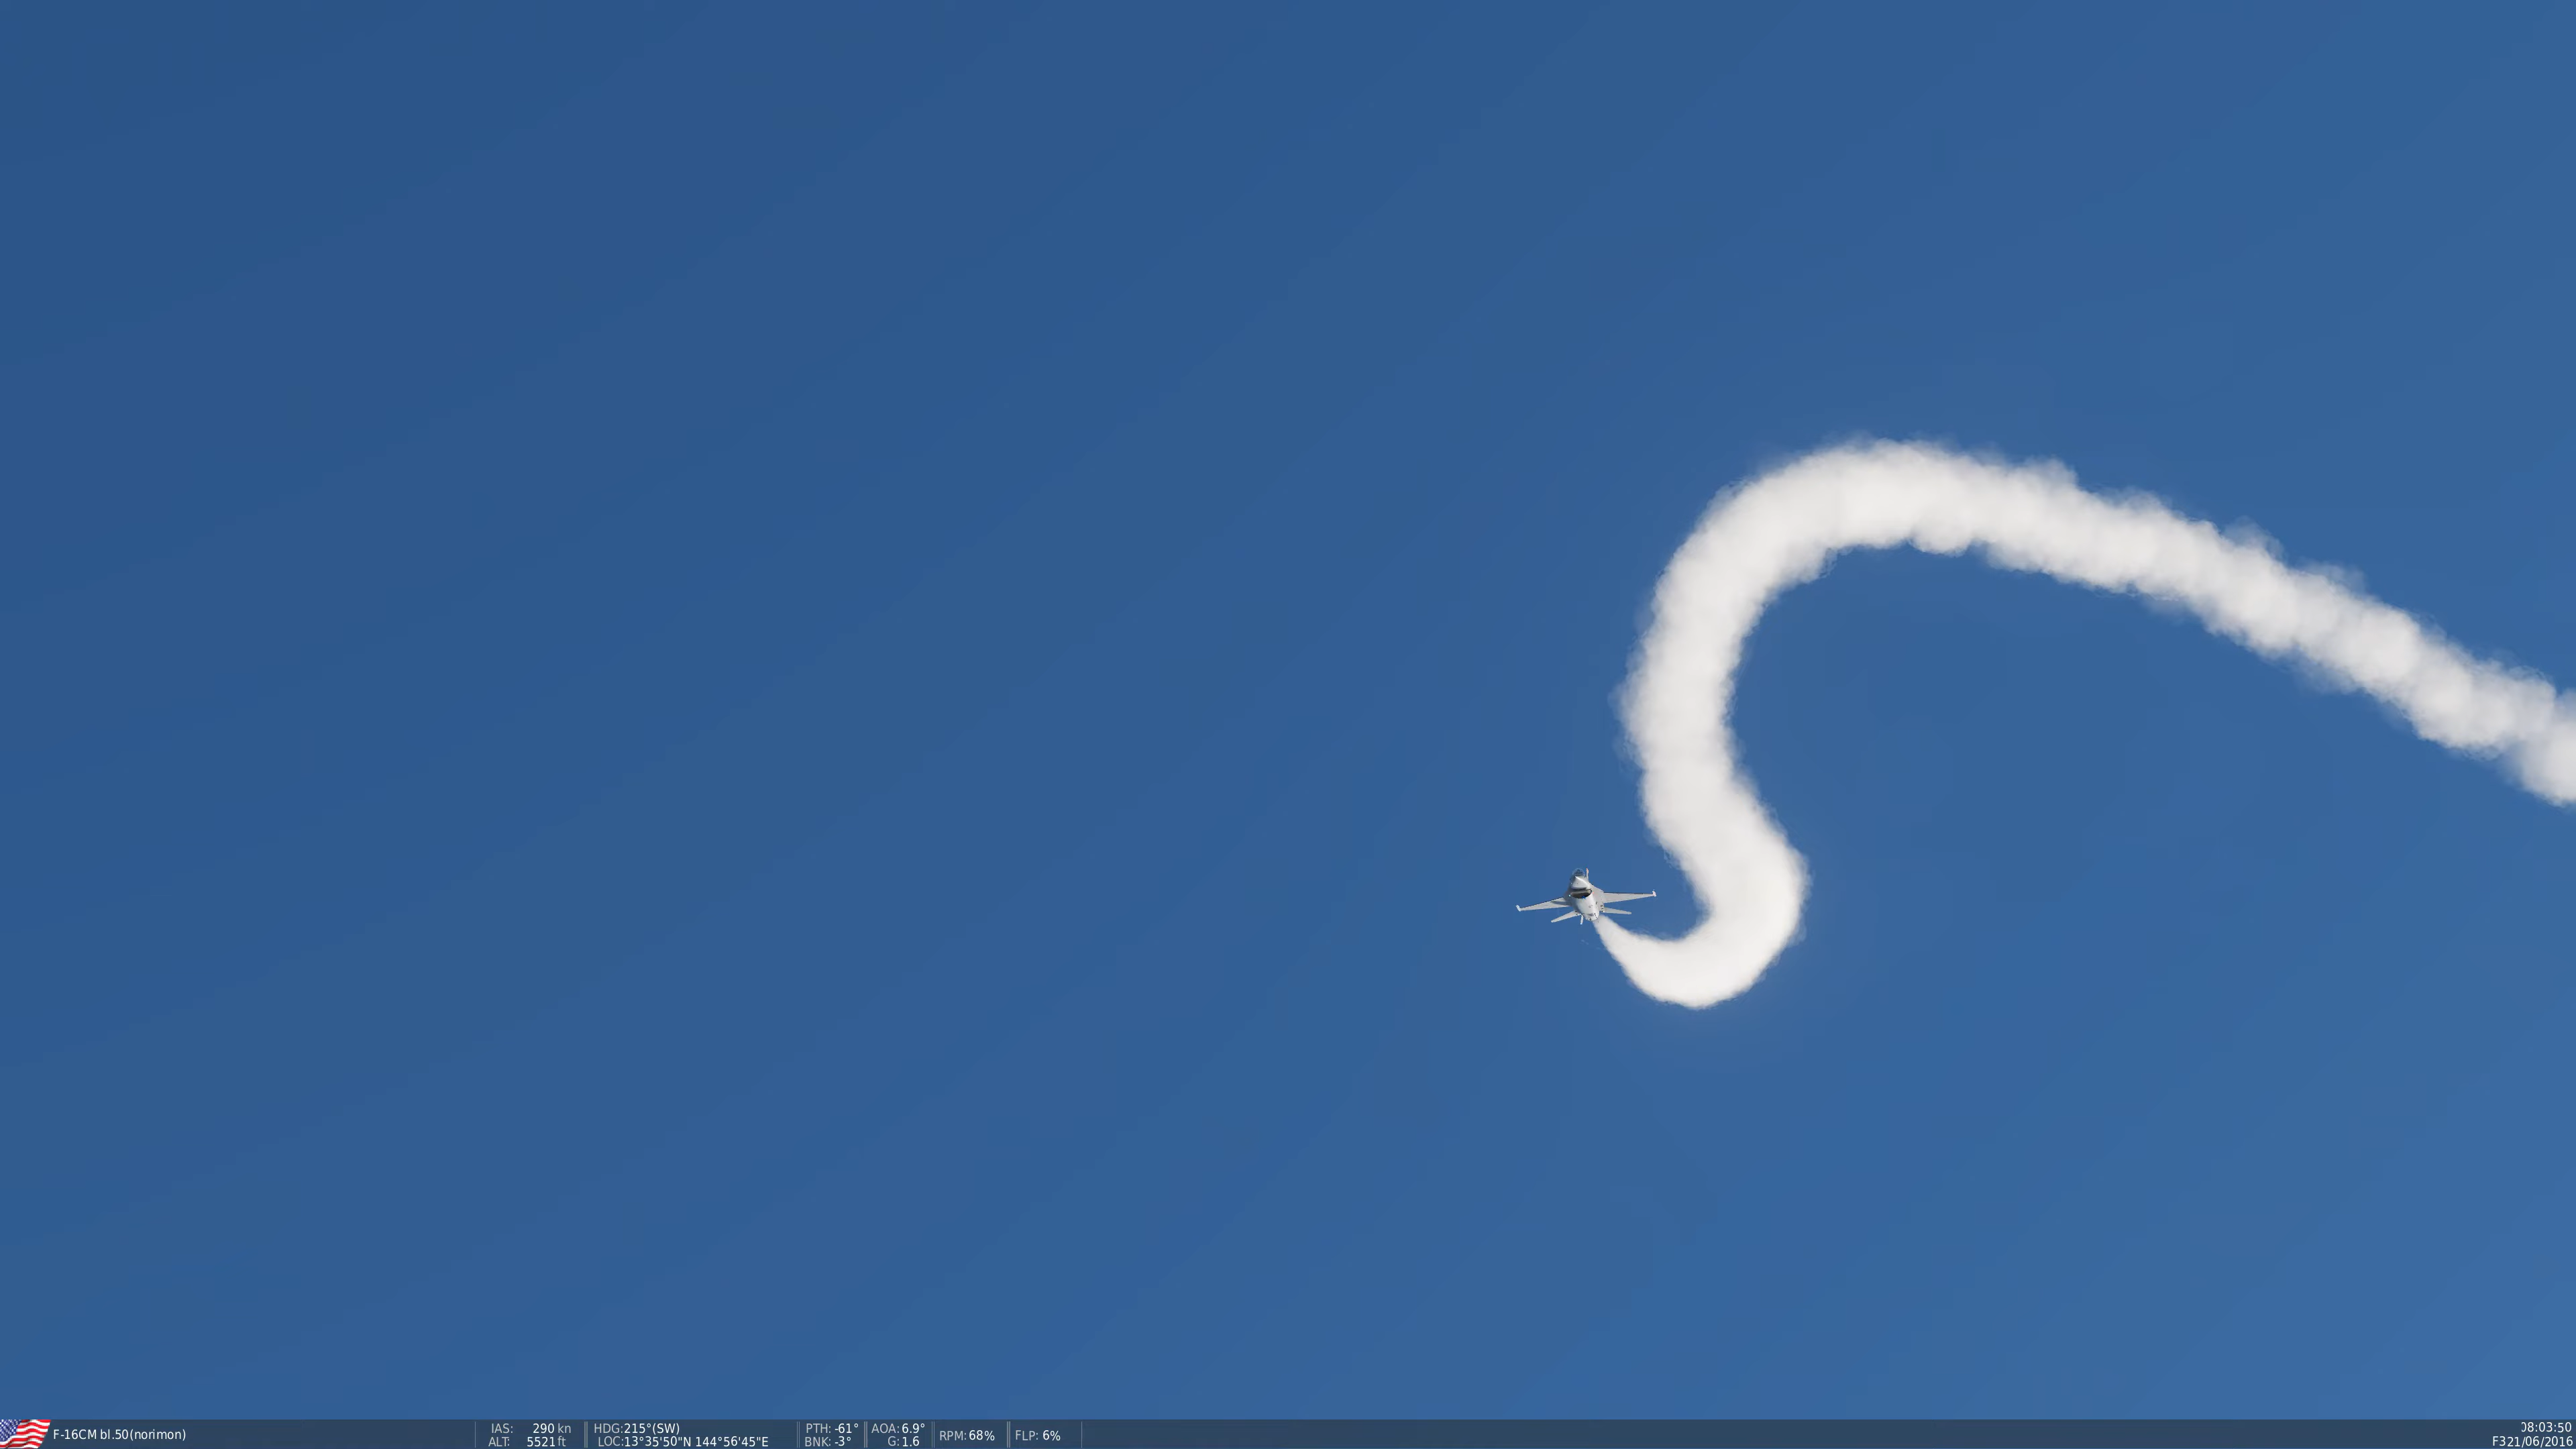 F-16CM bl.50(norimon)
IAS: 290 kn
ALT: 5521 ft
HDG:215°(SW)
LOC:13°35'50"N 144°56'45"E
PTH: -61°
BNK: -3°
AOA: 6.9°
G: 1.6
RPM: 68%
FLP: 6%
08:03:50
F321/06/2016